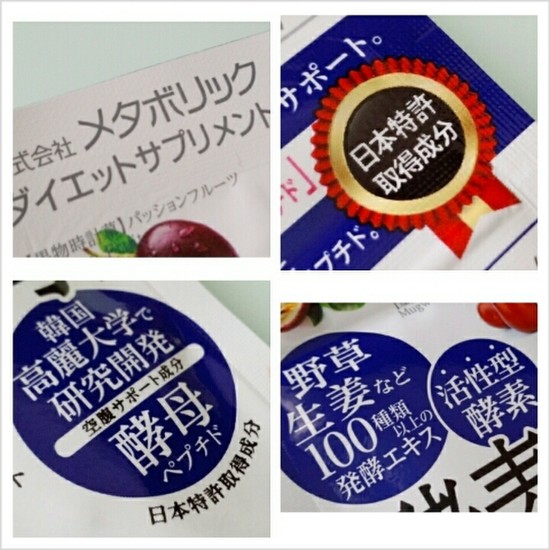 式会社 メタボリック
ダイエットサプリメント
パッションフルーツ
サポート。
日本特許
取得成分
ド」
プチド。
韓国
高麗大学で
研究開発
空腹サポート成分
酵母
ペプチド
日本特許取得成分
野草
生姜など
100種類
以上の
発酵エキス
活性型
酵素